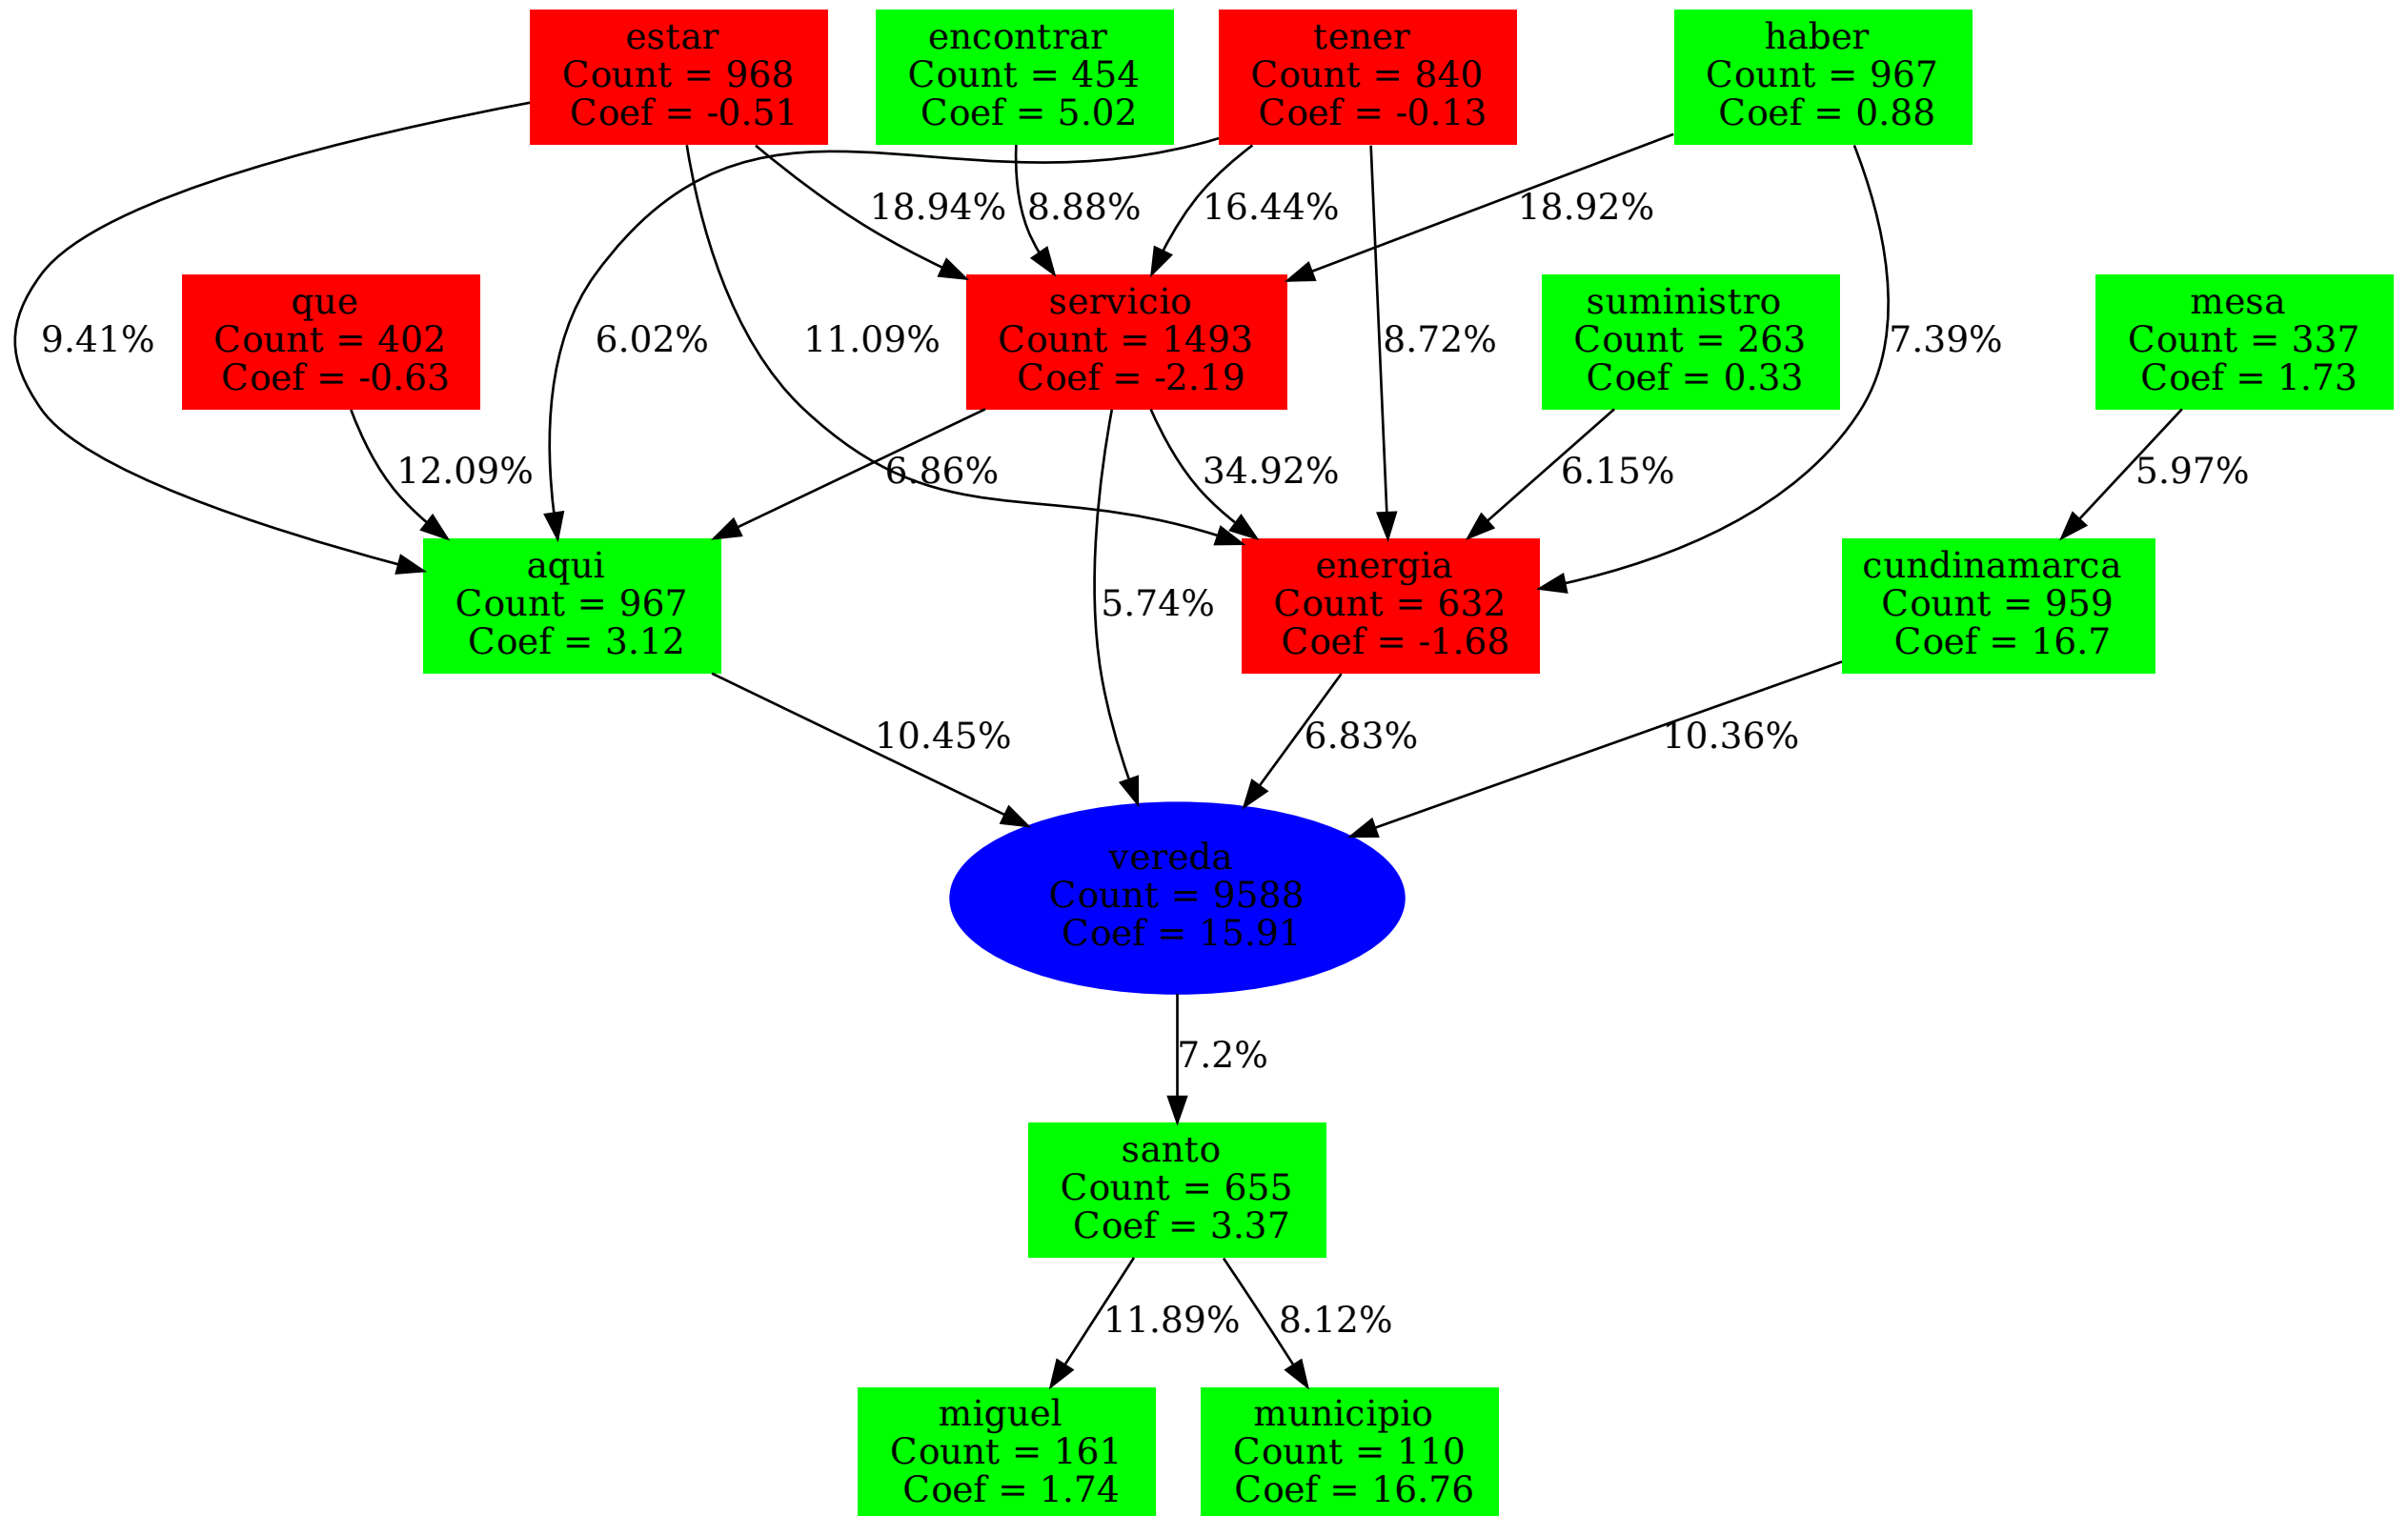 estar
Count = 968
Coef = -0.51
encontrar
Count = 454
Coef = 5.02
tener
Count = 840
Coef = -0.13
haber
Count = 967
Coef = 0.88
18.94%
8.88%
16.44%
18.92%
que
Count = 402
Coef = -0.63
servicio
Count = 1493
Coef = -2.19
suministro
Count = 263
Coef = 0.33
mesa
Count = 337
Coef = 1.73
9.41%
6.02%
11.09%
8.72%
7.39%
12.09%
6.86%
34.92%
6.15%
5.97%
aqui
Count = 967
Coef = 3.12
5.74%
energia
Count = 632
Coef = -1.68
cundinamarca
Count = 959
Coef = 16.7
10.45%
6.83%
10.36%
vereda
Count = 9588
Coef = 15.91
7.2%
santo
Count = 655
Coef = 3.37
11.89%
8.12%
miguel
Count = 161
Coef = 1.74
municipio
Count = 110
Coef = 16.76